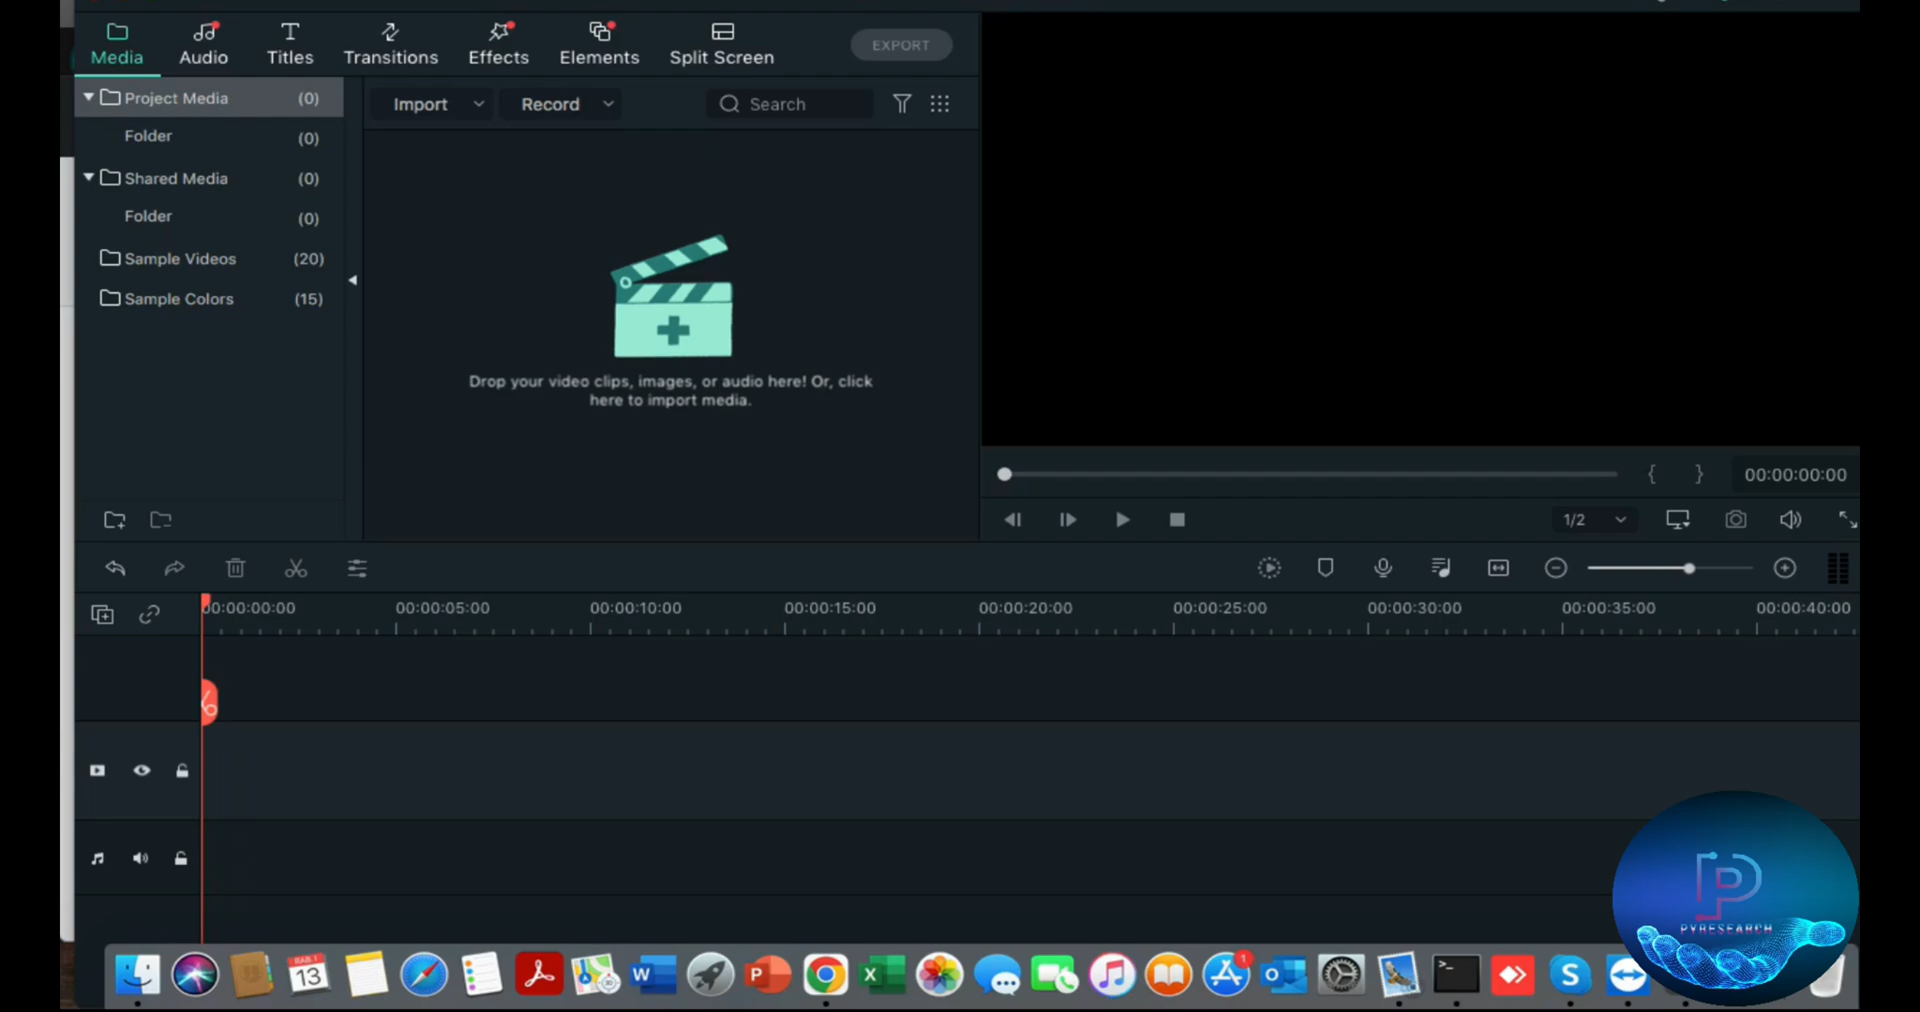 Media
Audio
Titles
Transitions
Effects
Elements
Split Screen
EXPORT
Project Media (0)
Folder (0)
Shared Media (0)
Folder (0)
Sample Videos (20)
Sample Colors (15)
Import
Record
Search
Drop your video clips, images, or audio here! Or, click
here to import media.
{ } 00:00:00:00
1/2
00:00:00:00 00:00:05:00 00:00:10:00 00:00:15:00 00:00:20:00 00:00:25:00 00:00:30:00 00:00:35:00 00:00:40:00
PYRESEARCH
13
W
P
X
1
O
S